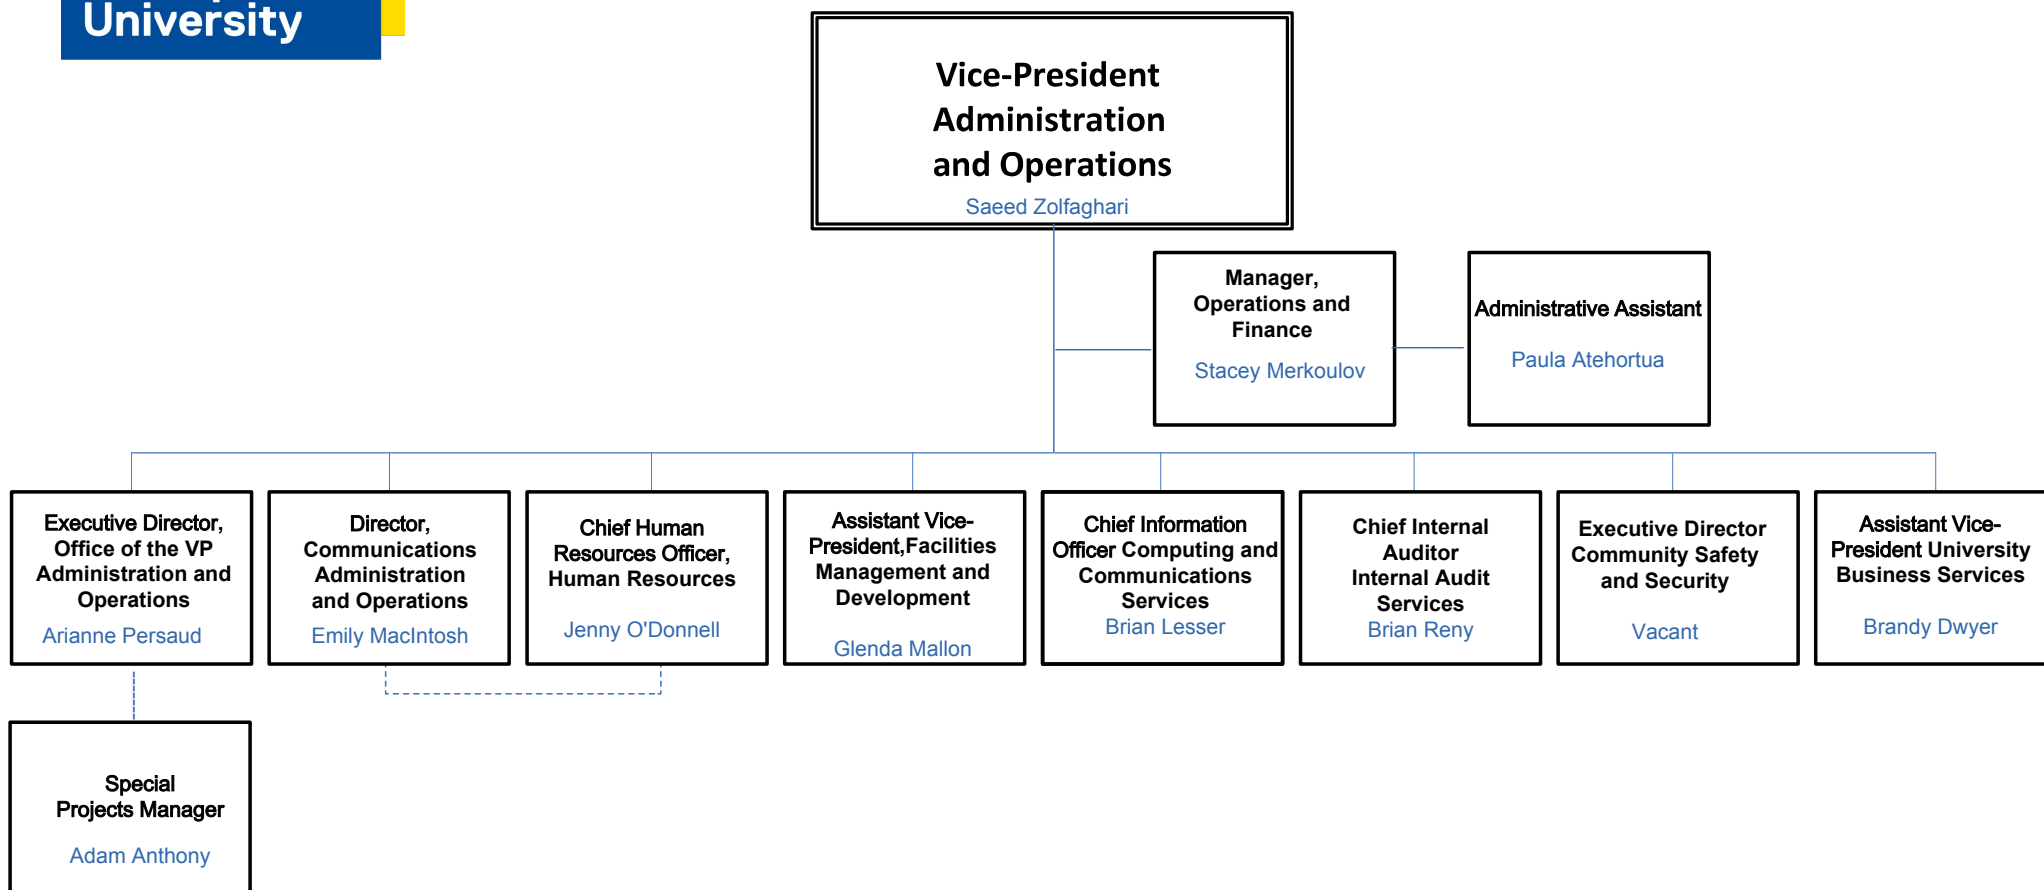 University
Vice-President
Administration
and Operations
Saeed Zolfaghari
Manager,
Operations and
Finance
Stacey Merkoulov
Administrative Assistant
Paula Atehortua
Executive Director,
Office of the VP
Administration and
Operations
Arianne Persaud
Director,
Communications
Administration
and Operations
Emily MacIntosh
Chief Human
Resources Officer,
Human Resources
Jenny O'Donnell
Assistant Vice-
President,Facilities
Management and
Development
Glenda Mallon
Chief Information
Officer Computing and
Communications
Services
Brian Lesser
Chief Internal
Auditor
Internal Audit
Services
Brian Reny
Executive Director
Community Safety
and Security
Vacant
Assistant Vice-
President University
Business Services
Brandy Dwyer
Special
Projects Manager
Adam Anthony